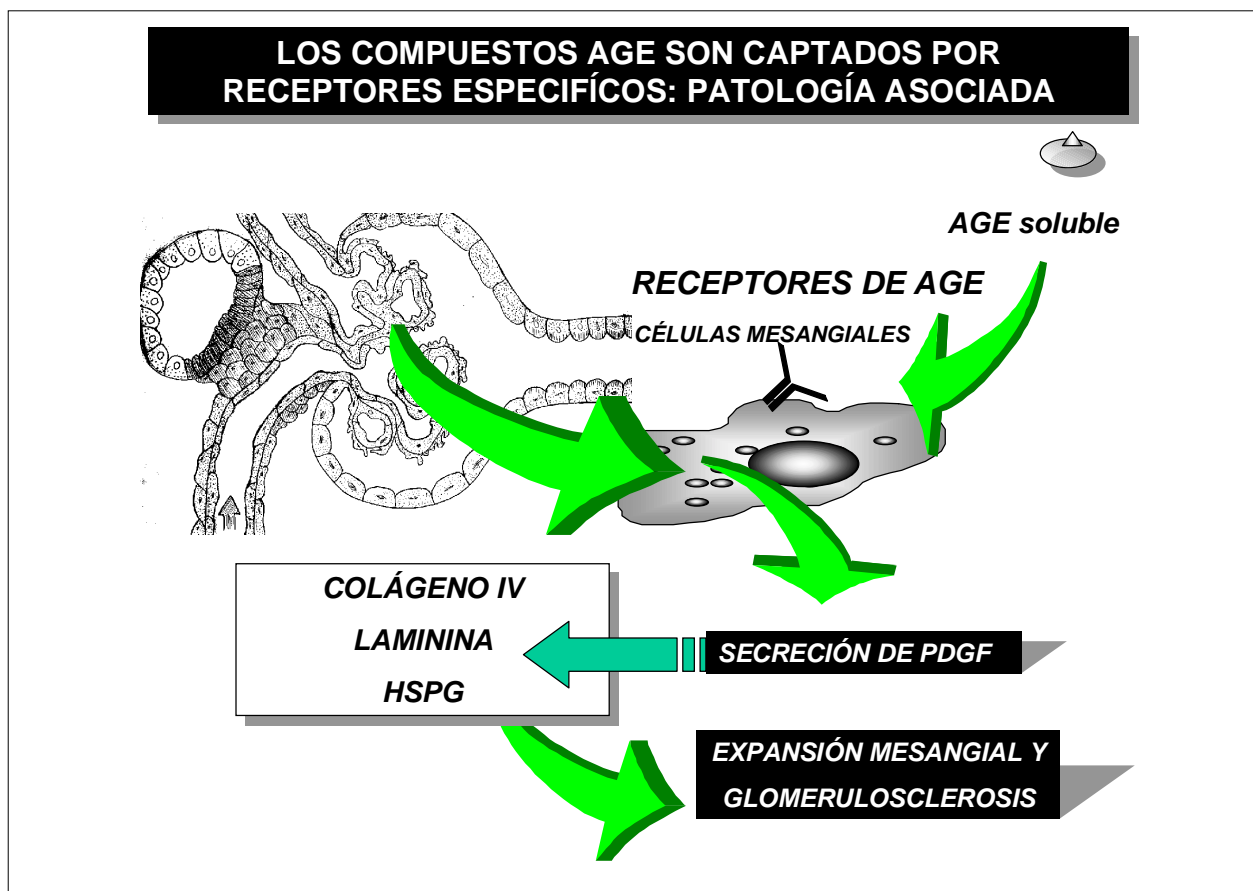 LOS COMPUESTOS AGE SON CAPTADOS POR
RECEPTORES ESPECIFÍCOS: PATOLOGÍA ASOCIADA
AGE soluble
RECEPTORES DE AGE
CÉLULAS MESANGIALES
COLÁGENO IV
LAMININA
HSPG
SECRECIÓN DE PDGF
EXPANSIÓN MESANGIAL Y
GLOMERULOSCLEROSIS